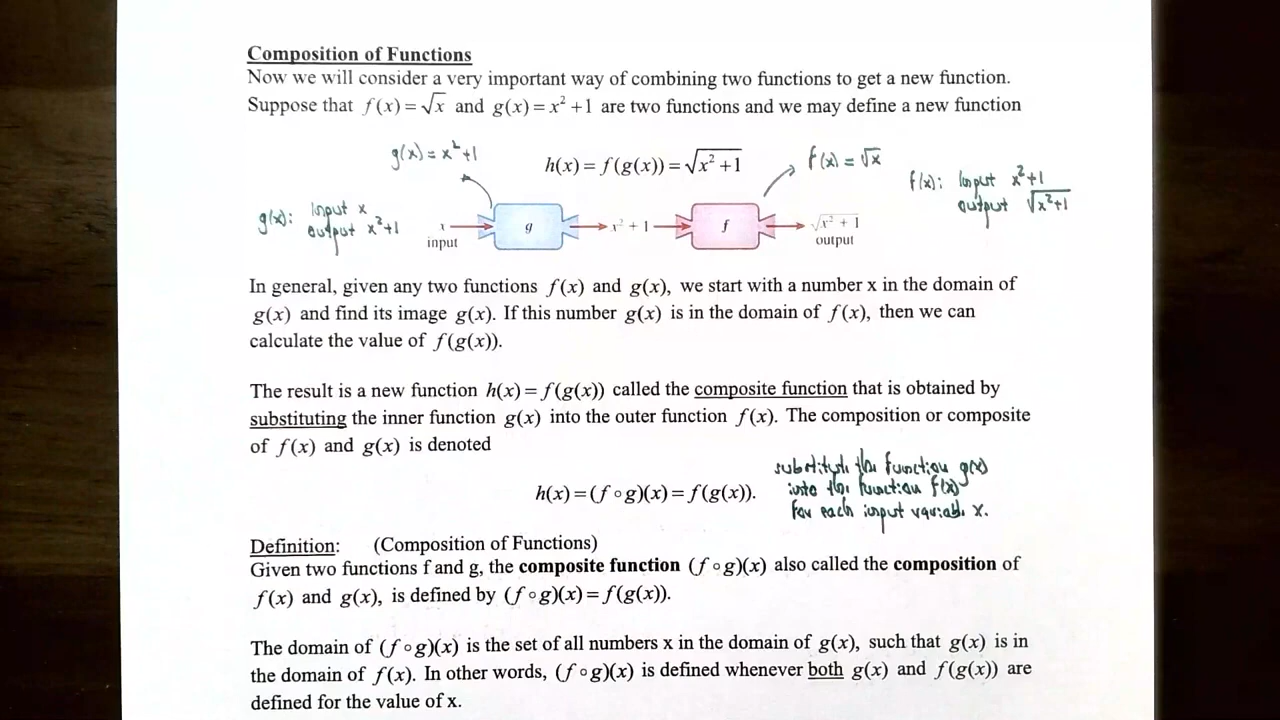 Composition of Functions
Now we will consider a very important way of combining two functions to get a new function.
Suppose that f(x) = √x and g(x) = x² + 1 are two functions and we may define a new function
g(x) = x² + 1
h(x) = f(g(x)) = √(x² + 1)
f(x) = √x
f(x): input x² + 1
output √(x² + 1)
g(x): input x
output x² + 1
x
input
g
x² + 1
f
√(x² + 1)
output
In general, given any two functions f(x) and g(x), we start with a number x in the domain of
g(x) and find its image g(x). If this number g(x) is in the domain of f(x), then we can
calculate the value of f(g(x)).
The result is a new function h(x) = f(g(x)) called the composite function that is obtained by
substituting the inner function g(x) into the outer function f(x). The composition or composite
of f(x) and g(x) is denoted
h(x) = (f ∘ g)(x) = f(g(x)).
substitute the function g(x)
into the function f(x)
for each input variable x.
Definition: (Composition of Functions)
Given two functions f and g, the composite function (f ∘ g)(x) also called the composition of
f(x) and g(x), is defined by (f ∘ g)(x) = f(g(x)).
The domain of (f ∘ g)(x) is the set of all numbers x in the domain of g(x), such that g(x) is in
the domain of f(x). In other words, (f ∘ g)(x) is defined whenever both g(x) and f(g(x)) are
defined for the value of x.